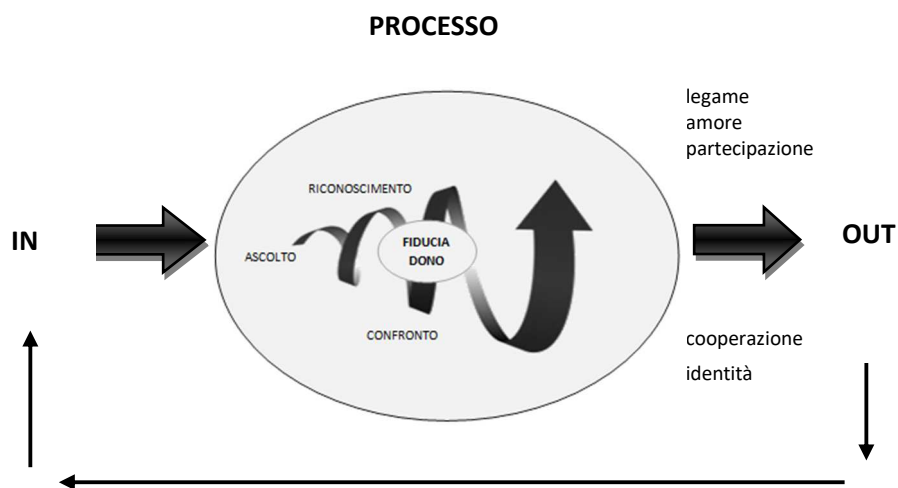 PROCESSO
legame
amore
partecipazione
RICONOSCIMENTO
IN
ASCOLTO
FIDUCIA
DONO
OUT
CONFRONTO
cooperazione
identità